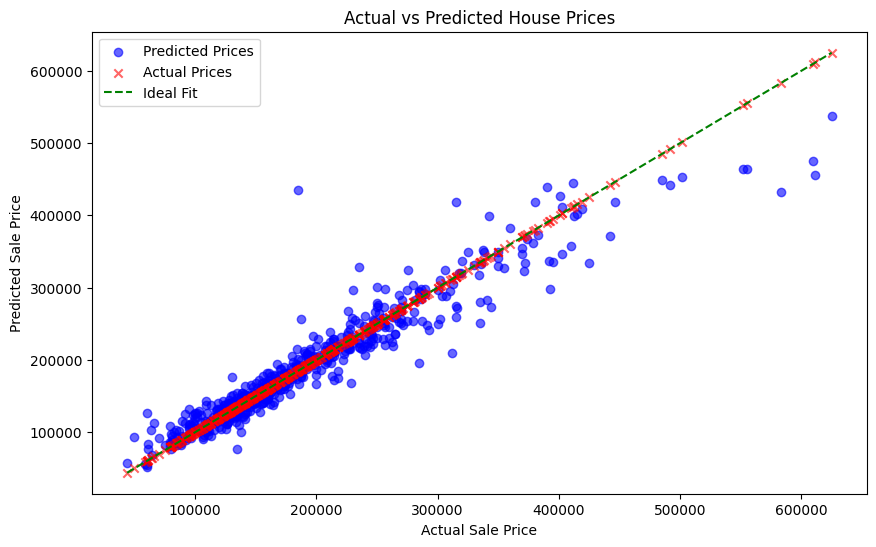 Actual vs Predicted House Prices
Predicted Prices
Actual Prices
Ideal Fit
600000
500000
400000
300000
200000
100000
Predicted Sale Price
100000
200000
300000
400000
500000
600000
Actual Sale Price